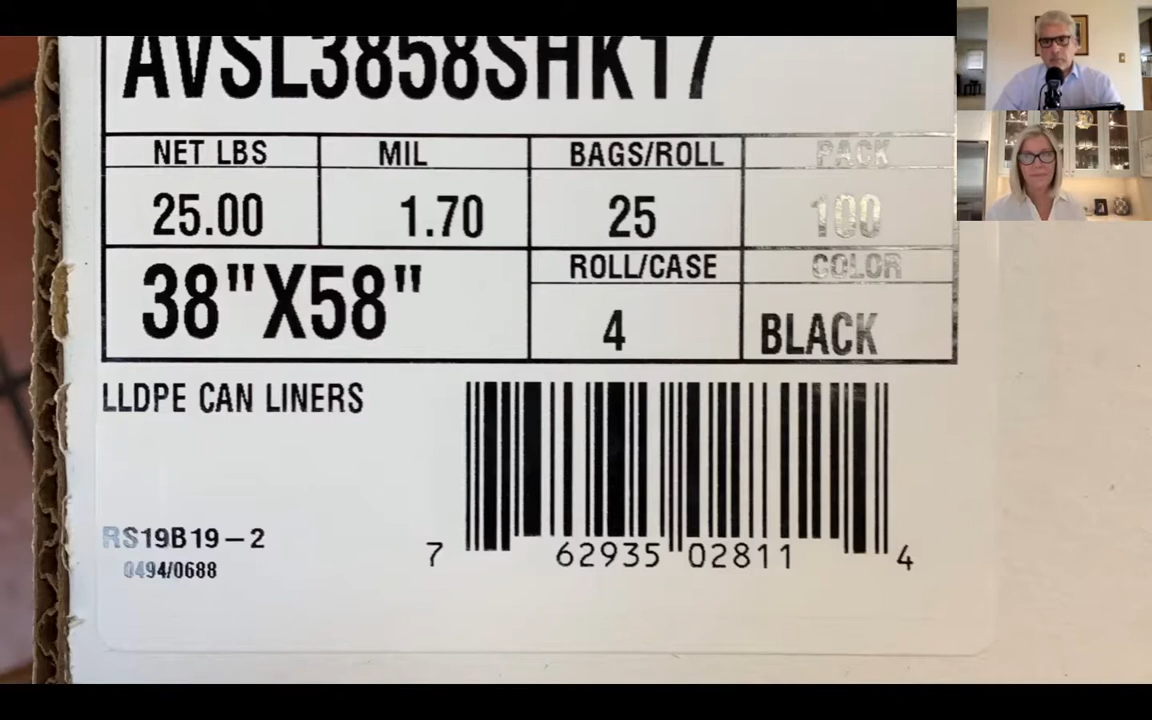 AVSL3858SHK17
NET LBS MIL BAGS/ROLL PACK
25.00 1.70 25 100
38"X58" ROLL/CASE COLOR
4 BLACK
LLDPE CAN LINERS
RS19B19-2
0494/0688
7 62935 02811 4